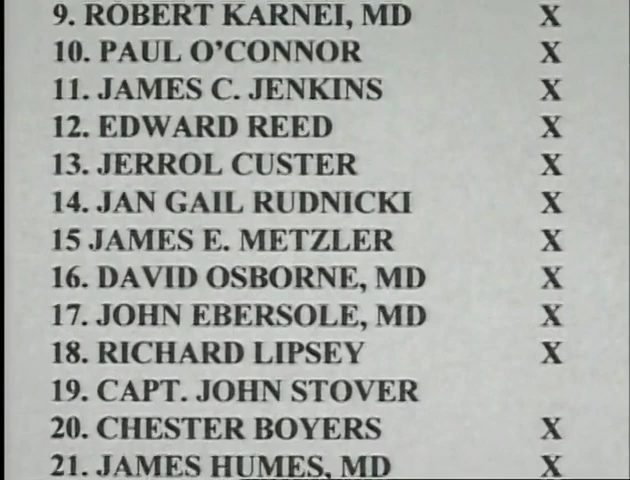 9. ROBERT KARNEI, MD X
10. PAUL O'CONNOR X
11. JAMES C. JENKINS X
12. EDWARD REED X
13. JERROL CUSTER X
14. JAN GAIL RUDNICKI X
15 JAMES E. METZLER X
16. DAVID OSBORNE, MD X
17. JOHN EBERSOLE, MD X
18. RICHARD LIPSEY X
19. CAPT. JOHN STOVER
20. CHESTER BOYERS X
21. JAMES HUMES, MD X